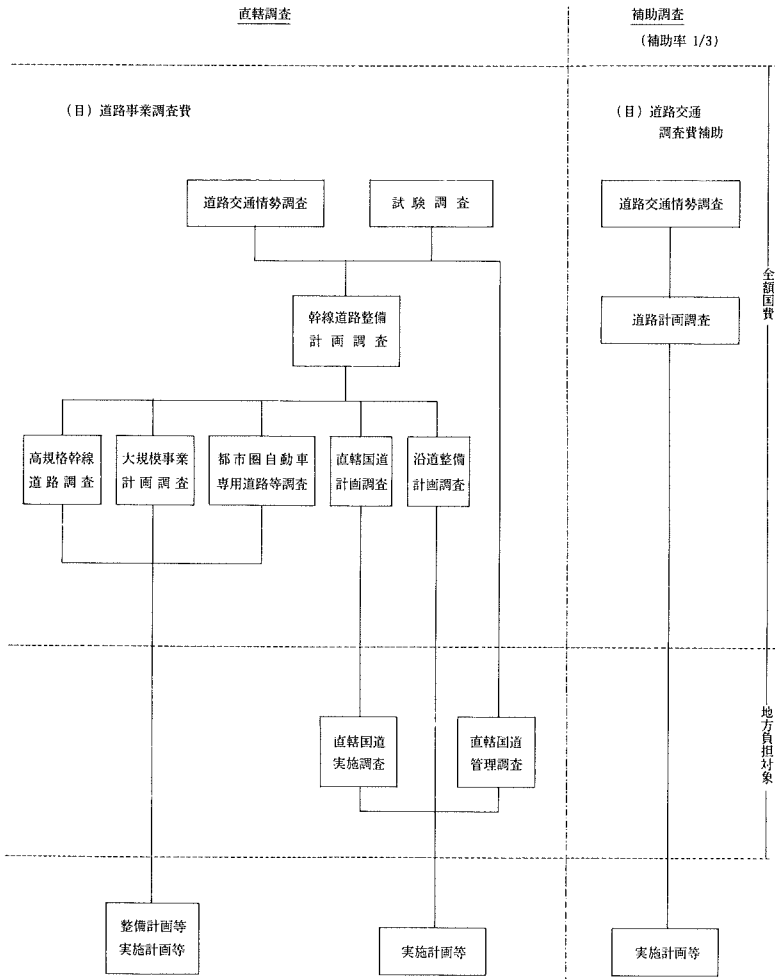 直轄調査
補助調査
(補助率 1/3)
(目) 道路事業調査費
(目) 道路交通
調査費補助
道路交通情勢調査
試験調査
道路交通情勢調査
幹線道路整備
計画調査
道路計画調査
全額国費
高規格幹線
道路調査
大規模事業
計画調査
都市圏自動車
専用道路等調査
直轄国道
計画調査
沿道整備
計画調査
直轄国道
実施調査
直轄国道
管理調査
地方負担対象
整備計画等
実施計画等
実施計画等
実施計画等